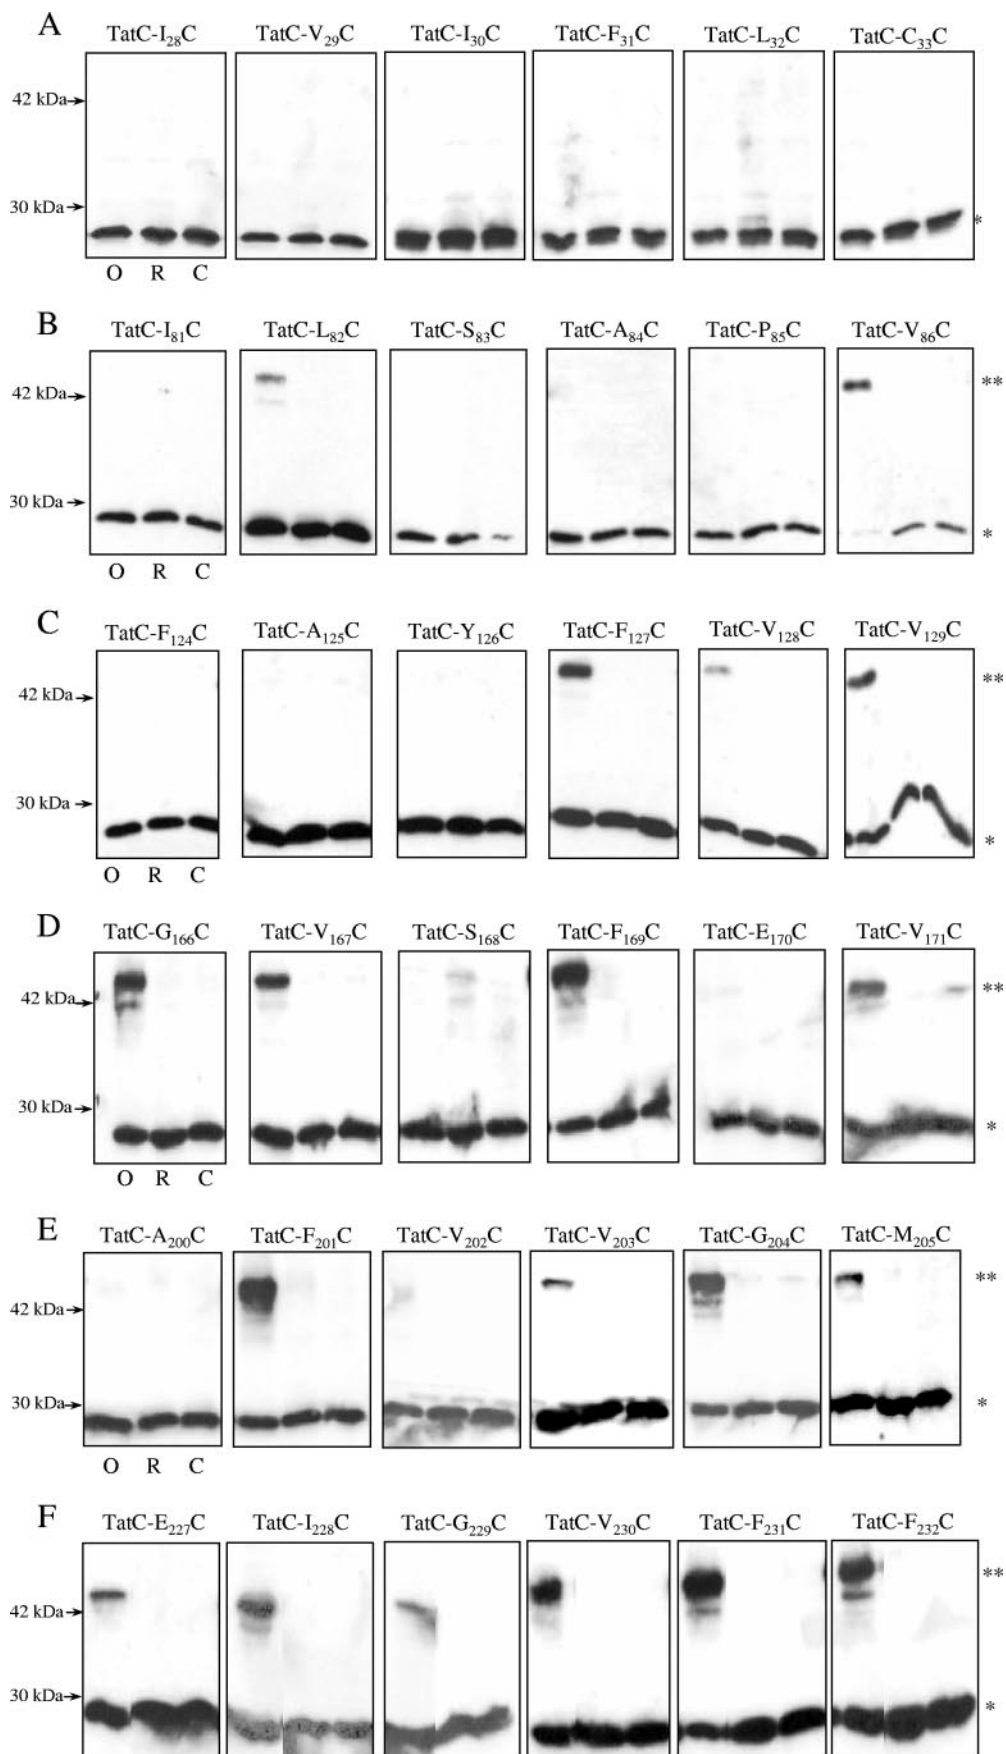 A
TatC-I28C TatC-V29C TatC-I30C TatC-F31C TatC-L32C TatC-C33C
42 kDa
30 kDa
*
O R C
B
TatC-I81C TatC-L82C TatC-S83C TatC-A84C TatC-P85C TatC-V86C
42 kDa **
30 kDa
*
O R C
C
TatC-F124C TatC-A125C TatC-Y126C TatC-F127C TatC-V128C TatC-V129C
42 kDa **
30 kDa
*
O R C
D
TatC-G166C TatC-V167C TatC-S168C TatC-F169C TatC-E170C TatC-V171C
42 kDa **
30 kDa
*
O R C
E
TatC-A200C TatC-F201C TatC-V202C TatC-V203C TatC-G204C TatC-M205C
42 kDa **
30 kDa *
O R C
F
TatC-E227C TatC-I228C TatC-G229C TatC-V230C TatC-F231C TatC-F232C
**
42 kDa
30 kDa *